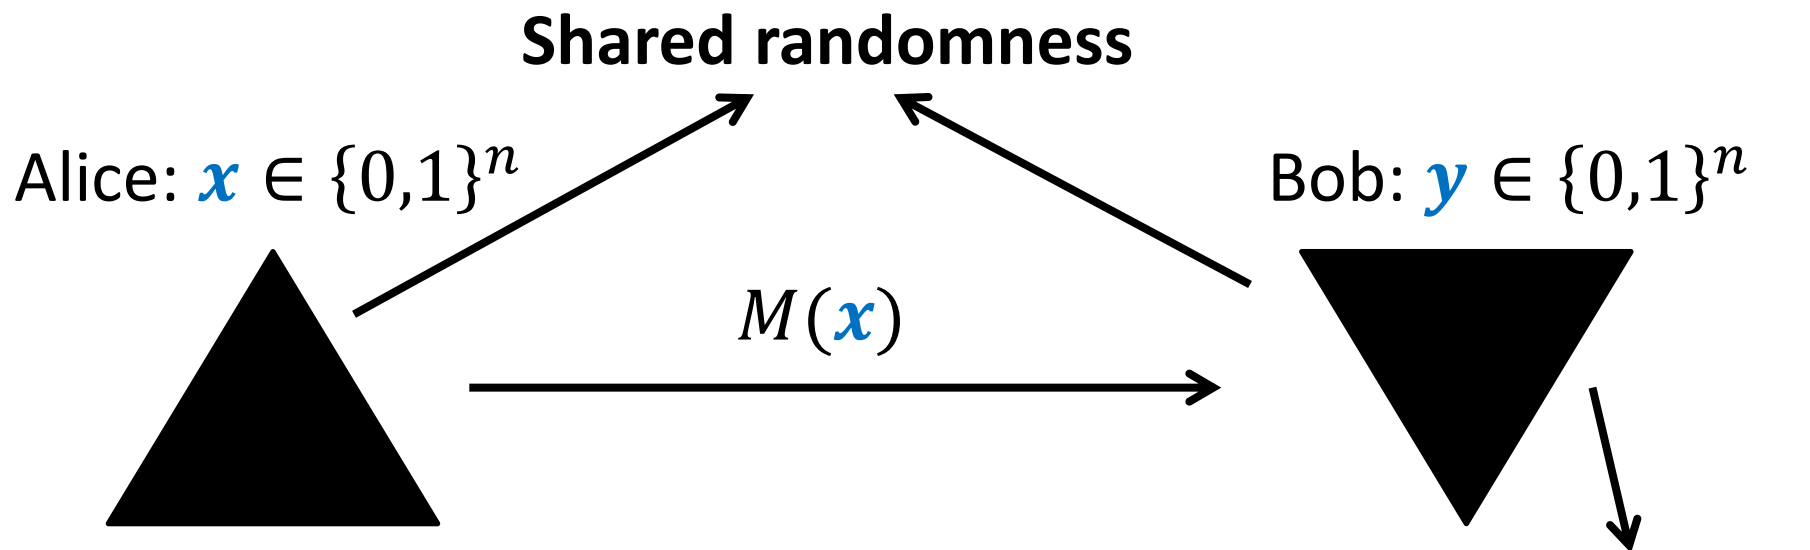 Shared randomness
Alice: x ∈ {0,1}ⁿ
Bob: y ∈ {0,1}ⁿ
M(x)